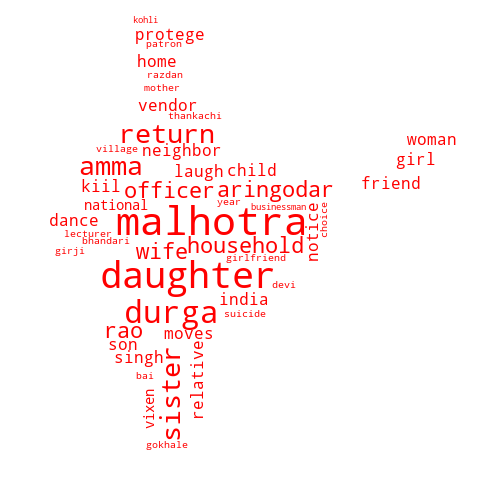 kohli
protege
patron
home
razdan
mother
vendor
thankachi
return
woman
village
neighbor
girl
amma
laugh
child
friend
kiil
officer
aringodar
national
year
businessman
dance
malhotra
notice
choice
lecturer
bhandari
girji
wife
household
girlfriend
daughter
devi
india
durga
suicide
rao
moves
son
singh
relative
bai
sister
vixen
gokhale